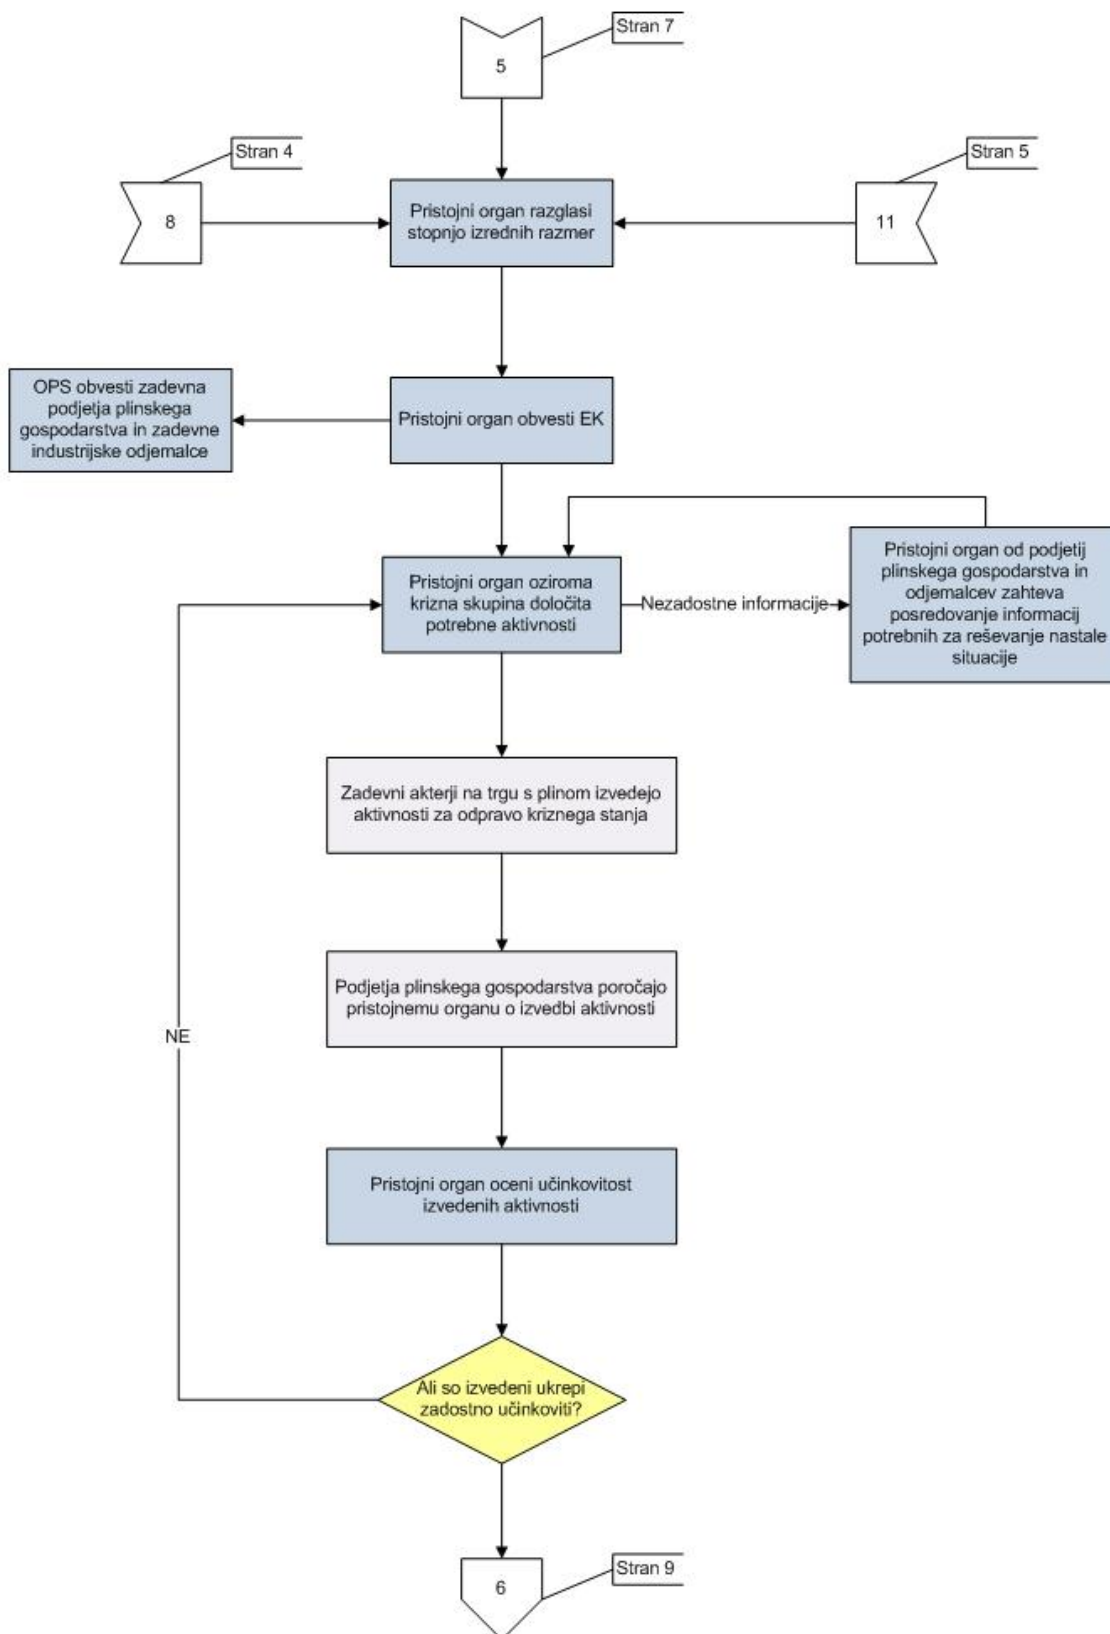 Stran 7
5
Stran 4
Stran 5
8
Pristojni organ razglasi
stopnjo izrednih razmer
11
OPS obvesti zadevna
podjetja plinskega
gospodarstva in zadevne
industrijske odjemalce
Pristojni organ obvesti EK
Pristojni organ oziroma
krizna skupina določita
potrebne aktivnosti
Nezadostne informacije
Pristojni organ od podjetij
plinskega gospodarstva in
odjemalcev zahteva
posredovanje informacij
potrebnih za reševanje nastale
situacije
Zadevni akterji na trgu s plinom izvedejo
aktivnosti za odpravo kriznega stanja
Podjetja plinskega gospodarstva poročajo
pristojnemu organu o izvedbi aktivnosti
NE
Pristojni organ oceni učinkovitost
izvedenih aktivnosti
Ali so izvedeni ukrepi
zadostno učinkoviti?
Stran 9
6